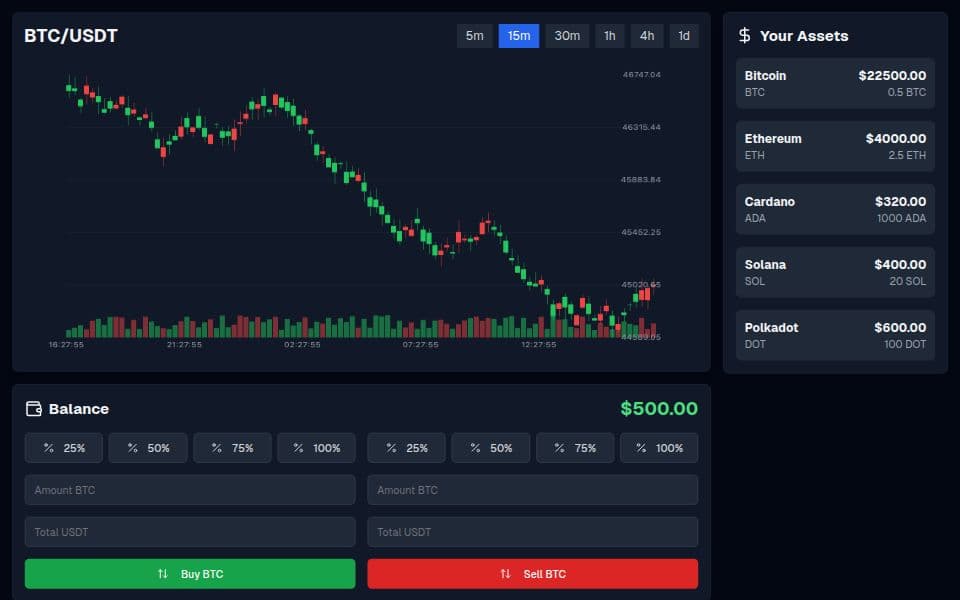 BTC/USDT
5m 15m 30m 1h 4h 1d
46747.04
46315.44
45883.84
45452.25
45020.65
44589.05
16:27:55 21:27:55 02:27:55 07:27:55 12:27:55
Your Assets
Bitcoin $22500.00
BTC 0.5 BTC
Ethereum $4000.00
ETH 2.5 ETH
Cardano $320.00
ADA 1000 ADA
Solana $400.00
SOL 20 SOL
Polkadot $600.00
DOT 100 DOT
Balance $500.00
25% 50% 75% 100% 25% 50% 75% 100%
Amount BTC Amount BTC
Total USDT Total USDT
Buy BTC Sell BTC